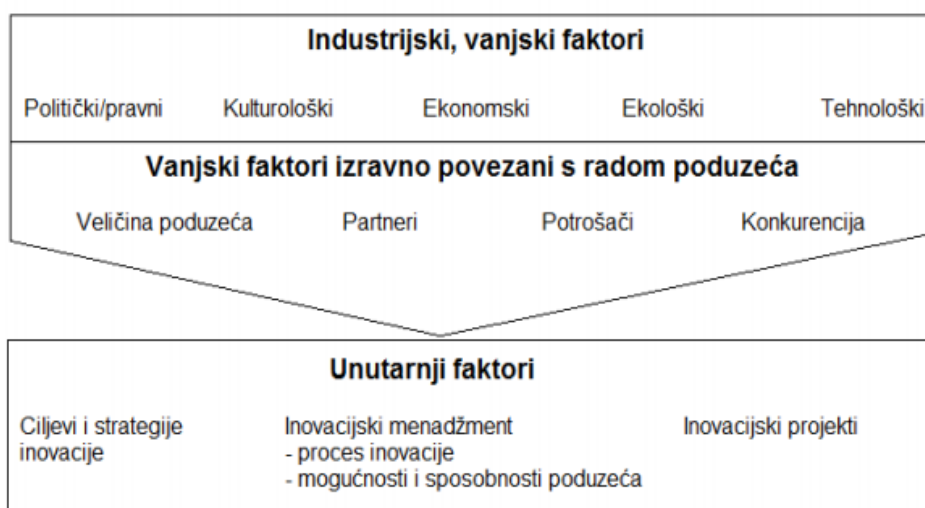 Industrijski, vanjski faktori
Politički/pravni Kulturološki Ekonomski Ekološki Tehnološki
Vanjski faktori izravno povezani s radom poduzeća
Veličina poduzeća Partneri Potrošači Konkurencija
Unutarnji faktori
Ciljevi i strategije inovacije
Inovacijski menadžment
- proces inovacije
- mogućnosti i sposobnosti poduzeća
Inovacijski projekti